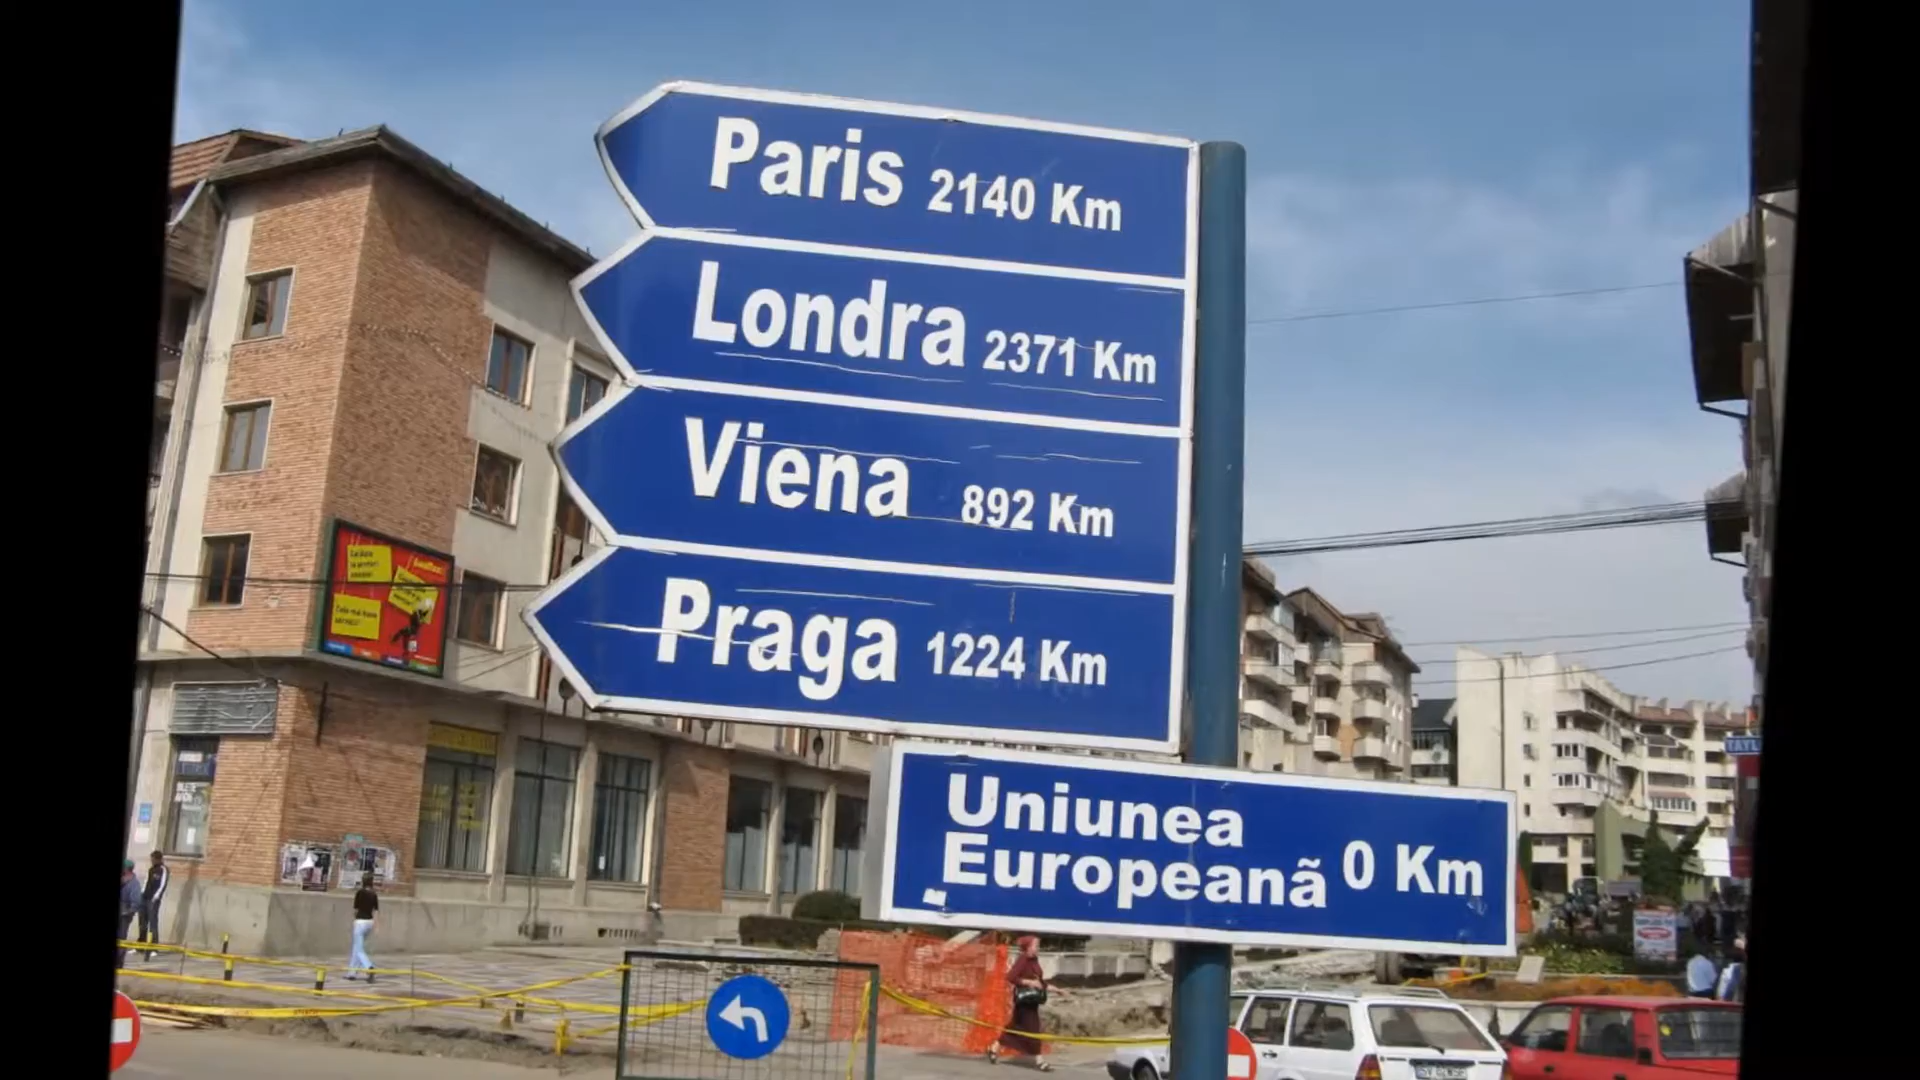 Paris 2140 Km
Londra 2371 Km
Viena 892 Km
Praga 1224 Km
Uniunea
Europeanã 0 Km